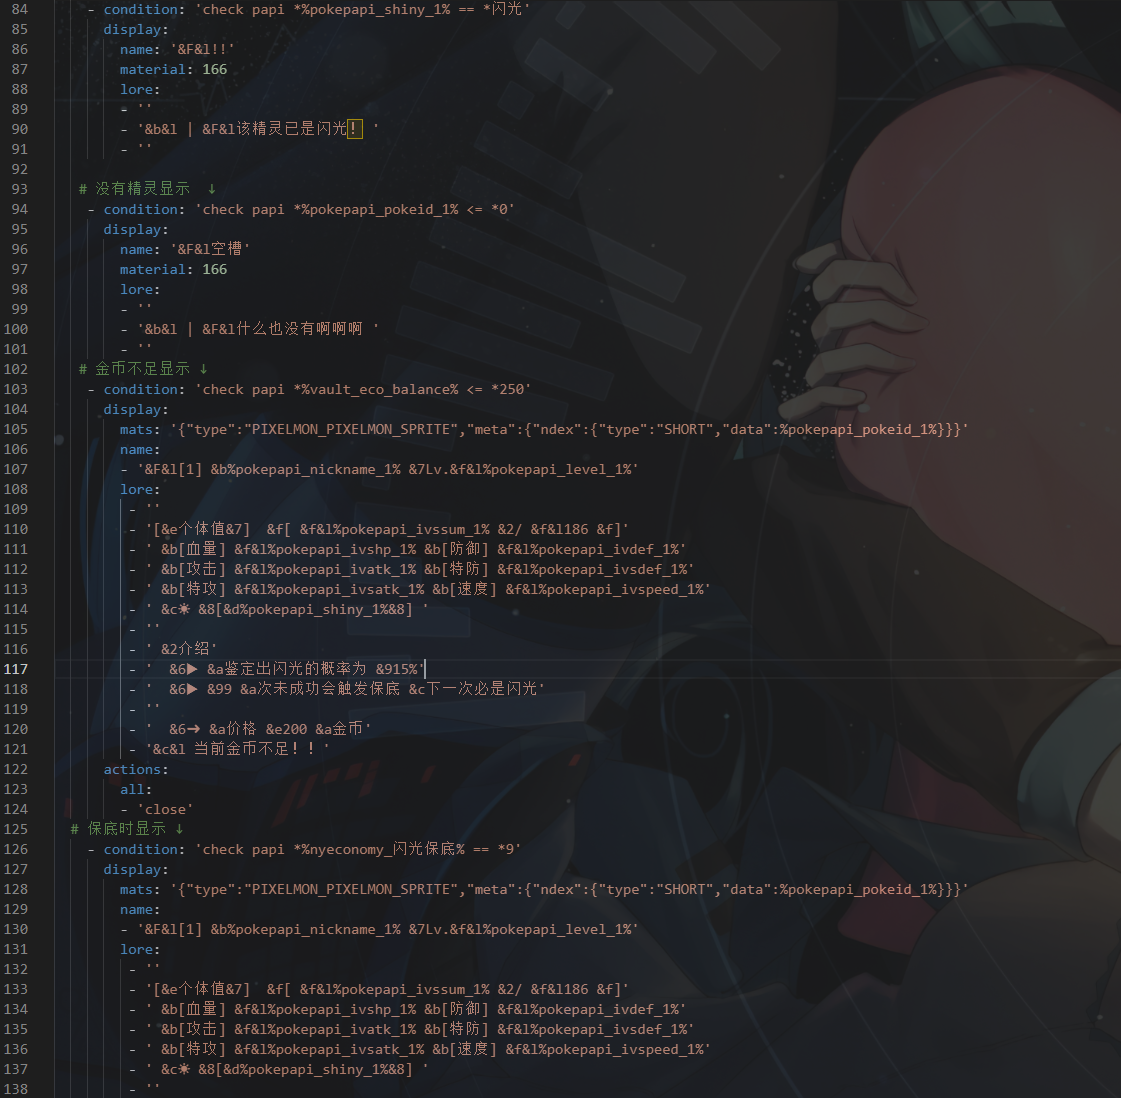 84 - condition: 'check papi *%pokepapi_shiny_1% == *闪光'
85 display:
86 name: '&F&l!!'
87 material: 166
88 lore:
89 - ''
90 - '&b&l | &F&l该精灵已是闪光！ '
91 - ''
92
93 # 没有精灵显示 ↓
94 - condition: 'check papi *%pokepapi_pokeid_1% <= *0'
95 display:
96 name: '&F&l空槽'
97 material: 166
98 lore:
99 - ''
100 - '&b&l | &F&l什么也没有啊啊啊 '
101 - ''
102 # 金币不足显示 ↓
103 - condition: 'check papi *%vault_eco_balance% <= *250'
104 display:
105 mats: '{"type":"PIXELMON_PIXELMON_SPRITE","meta":{"ndex":{"type":"SHORT","data":%pokepapi_pokeid_1%}}}'
106 name:
107 - '&F&l[1] &b%pokepapi_nickname_1% &7Lv.&f&l%pokepapi_level_1%'
108 lore:
109 - ''
110 - '[&e个体值&7]  &f[ &f&l%pokepapi_ivssum_1% &2/ &f&l186 &f]'
111 - ' &b[血量] &f&l%pokepapi_ivshp_1% &b[防御] &f&l%pokepapi_ivdef_1%'
112 - ' &b[攻击] &f&l%pokepapi_ivatk_1% &b[特防] &f&l%pokepapi_ivsdef_1%'
113 - ' &b[特攻] &f&l%pokepapi_ivsatk_1% &b[速度] &f&l%pokepapi_ivspeed_1%'
114 - ' &c☀ &8[&d%pokepapi_shiny_1%&8] '
115 - ''
116 - ' &2介绍'
117 - '  &6▶ &a鉴定出闪光的概率为 &915%'
118 - '  &6▶ &99 &a次未成功会触发保底 &c下一次必是闪光'
119 - ''
120 - '  &6➜ &a价格 &e200 &a金币'
121 - '&c&l 当前金币不足！！'
122 actions:
123 all:
124 - 'close'
125 # 保底时显示 ↓
126 - condition: 'check papi *%nyeconomy_闪光保底% == *9'
127 display:
128 mats: '{"type":"PIXELMON_PIXELMON_SPRITE","meta":{"ndex":{"type":"SHORT","data":%pokepapi_pokeid_1%}}}'
129 name:
130 - '&F&l[1] &b%pokepapi_nickname_1% &7Lv.&f&l%pokepapi_level_1%'
131 lore:
132 - ''
133 - '[&e个体值&7]  &f[ &f&l%pokepapi_ivssum_1% &2/ &f&l186 &f]'
134 - ' &b[血量] &f&l%pokepapi_ivshp_1% &b[防御] &f&l%pokepapi_ivdef_1%'
135 - ' &b[攻击] &f&l%pokepapi_ivatk_1% &b[特防] &f&l%pokepapi_ivsdef_1%'
136 - ' &b[特攻] &f&l%pokepapi_ivsatk_1% &b[速度] &f&l%pokepapi_ivspeed_1%'
137 - ' &c☀ &8[&d%pokepapi_shiny_1%&8] '
138 - ''